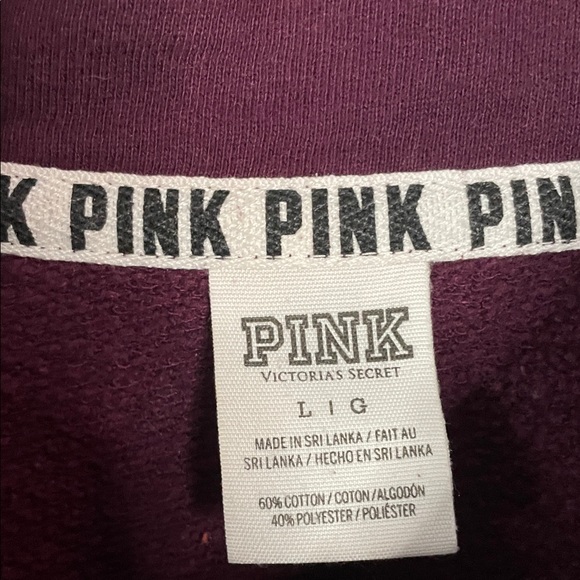 K PINK PINK PIN
PINK
VICTORIA'S SECRET
L | G
MADE IN SRI LANKA / FAIT AU
SRI LANKA / HECHO EN SRI LANKA
60% COTTON / COTON / ALGODÓN
40% POLYESTER / POLIÉSTER